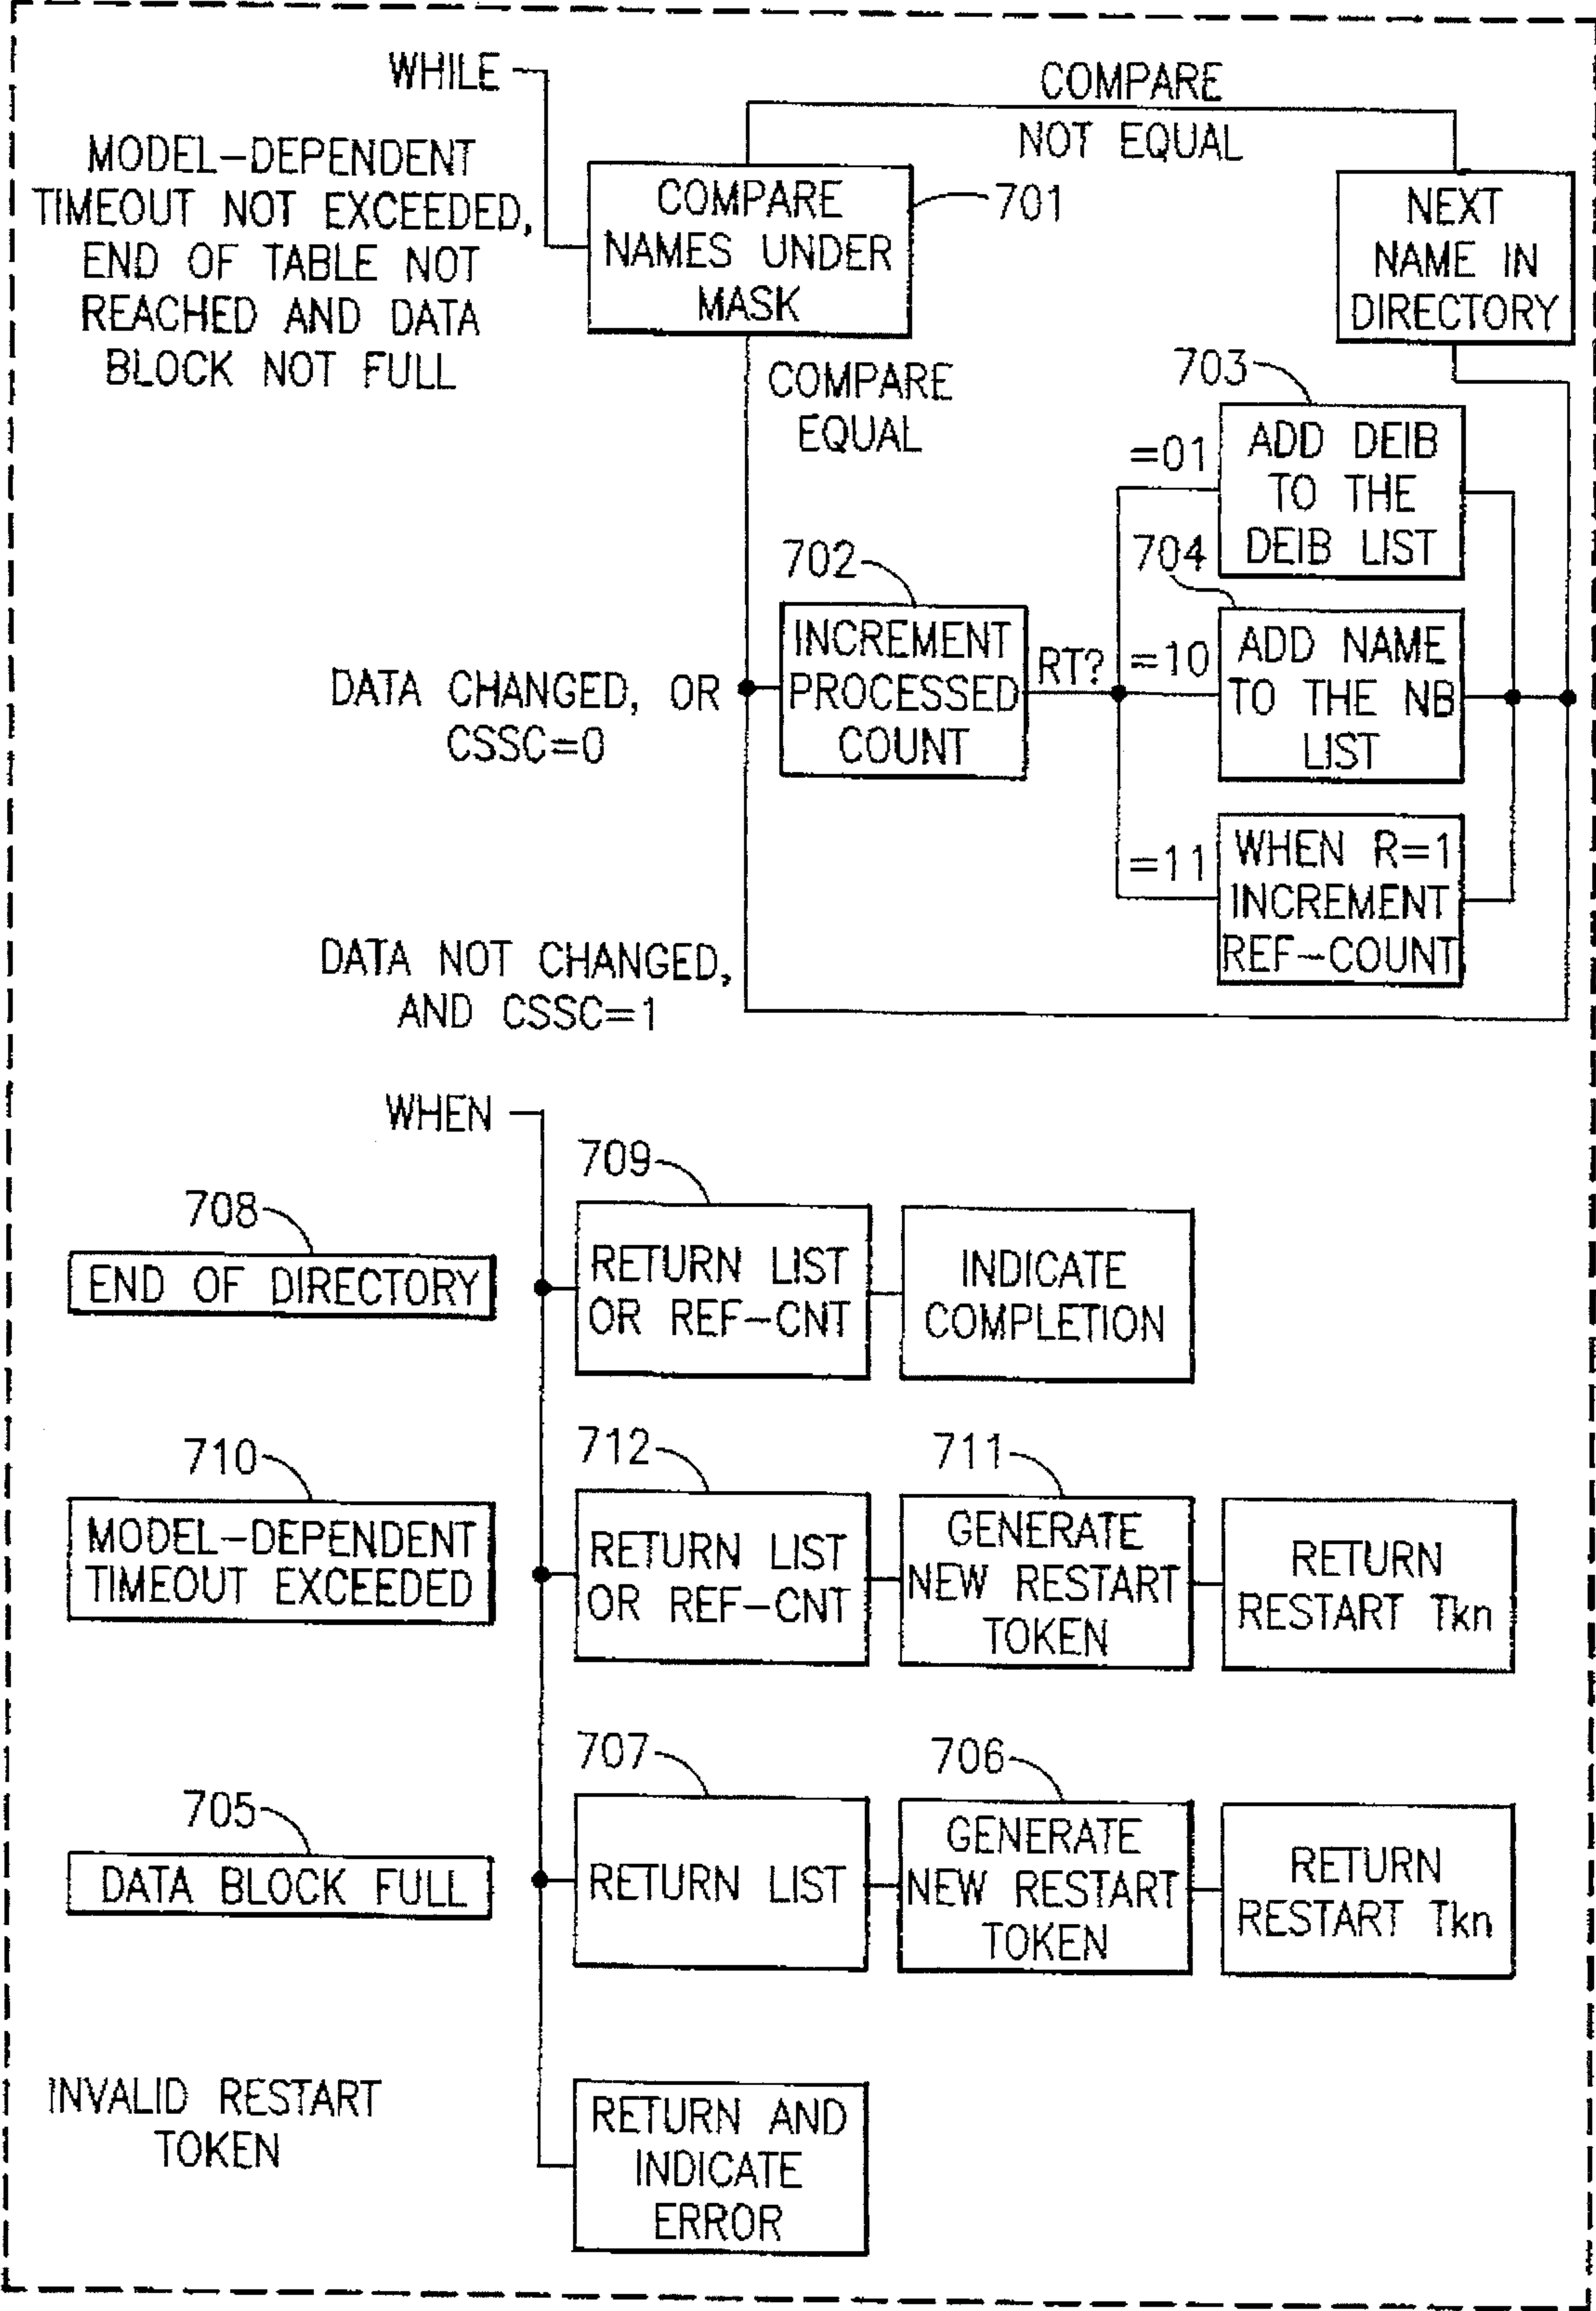 WHILE
MODEL-DEPENDENT
TIMEOUT NOT EXCEEDED,
END OF TABLE NOT
REACHED AND DATA
BLOCK NOT FULL
COMPARE
NOT EQUAL
COMPARE
NAMES UNDER
MASK
701
NEXT
NAME IN
DIRECTORY
COMPARE
EQUAL
703
=01
ADD DEIB
TO THE
DEIB LIST
702
704
INCREMENT
PROCESSED
COUNT
RT?
=10
ADD NAME
TO THE NB
LIST
DATA CHANGED, OR
CSSC=0
=11
WHEN R=1
INCREMENT
REF-COUNT
DATA NOT CHANGED,
AND CSSC=1
WHEN
708
END OF DIRECTORY
709
RETURN LIST
OR REF-CNT
INDICATE
COMPLETION
710
MODEL-DEPENDENT
TIMEOUT EXCEEDED
712
RETURN LIST
OR REF-CNT
711
GENERATE
NEW RESTART
TOKEN
RETURN
RESTART Tkn
705
DATA BLOCK FULL
707
RETURN LIST
706
GENERATE
NEW RESTART
TOKEN
RETURN
RESTART Tkn
INVALID RESTART
TOKEN
RETURN AND
INDICATE
ERROR